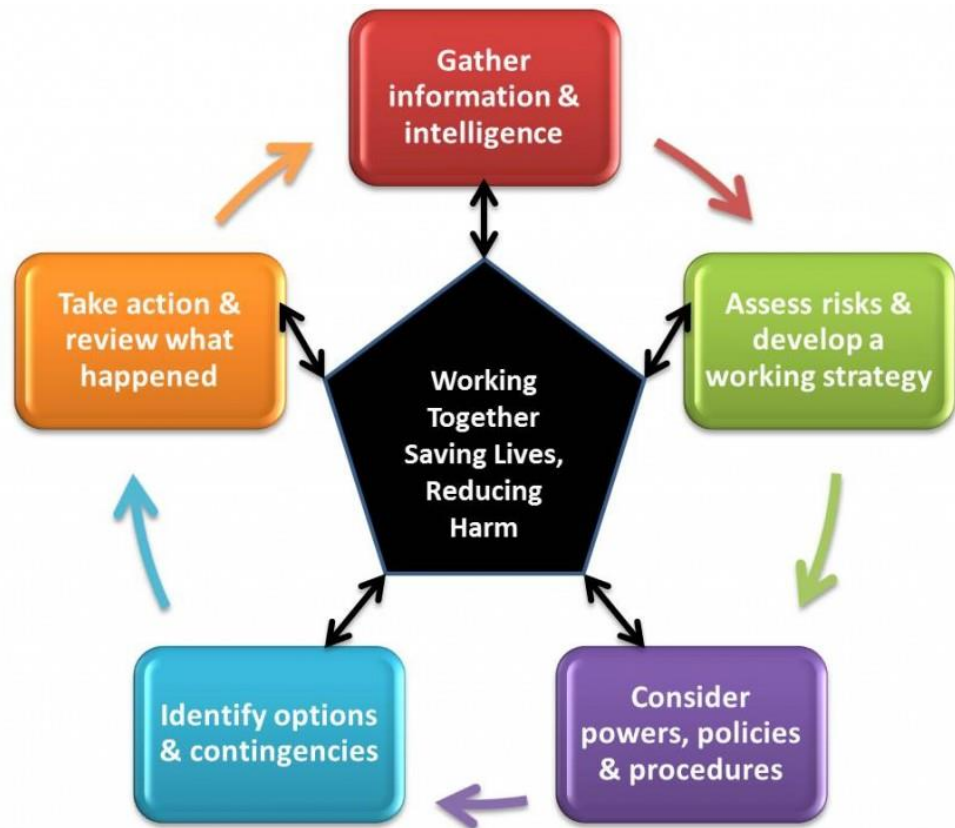 Gather
information &
intelligence
Assess risks &
develop a
working strategy
Consider
powers, policies
& procedures
Identify options
& contingencies
Take action &
review what
happened
Working
Together
Saving Lives,
Reducing
Harm